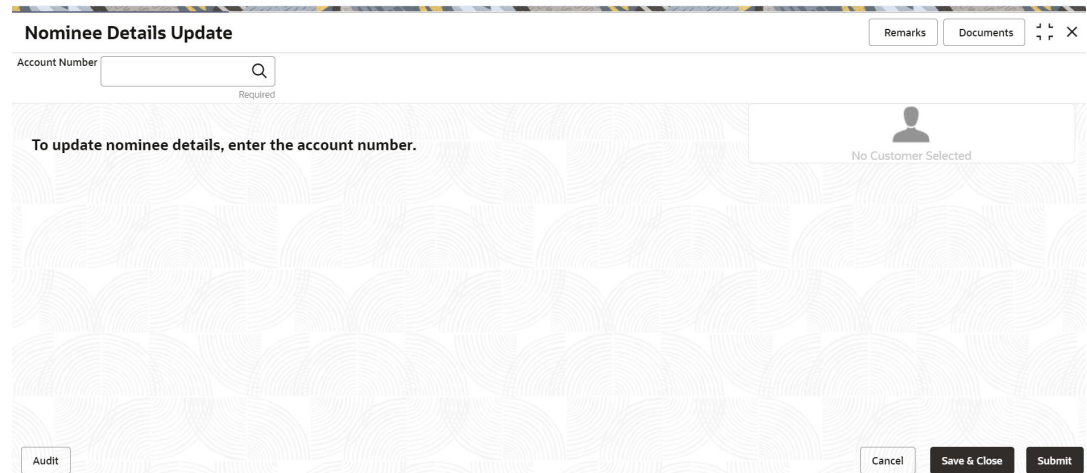 Nominee Details Update
Remarks
Documents
Account Number
Required
To update nominee details, enter the account number.
No Customer Selected
Audit
Cancel
Save & Close
Submit